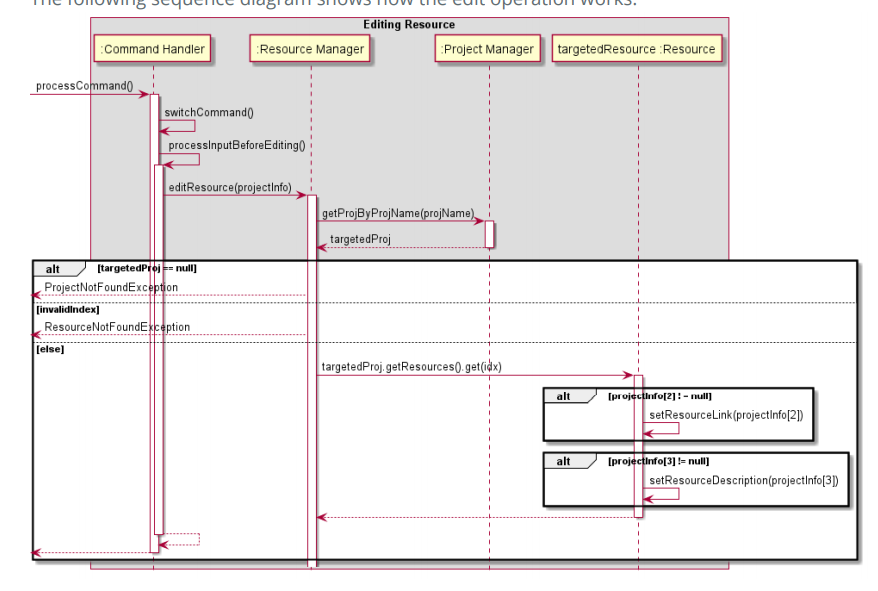 The following sequence diagram shows how the edit operation works.
Editing Resource
:Command Handler
:Resource Manager
:Project Manager
targetedResource :Resource
processCommand()
switchCommand()
processInputBeforeEditing()
editResource(projectInfo)
getProjByProjName(projName)
targetedProj
alt [targetedProj == null]
ProjectNotFoundException
[invalidIndex]
ResourceNotFoundException
[else]
targetedProj.getResources().get(idx)
alt [projectInfo[2] != null]
setResourceLink(projectInfo[2])
alt [projectInfo[3] != null]
setResourceDescription(projectInfo[3])